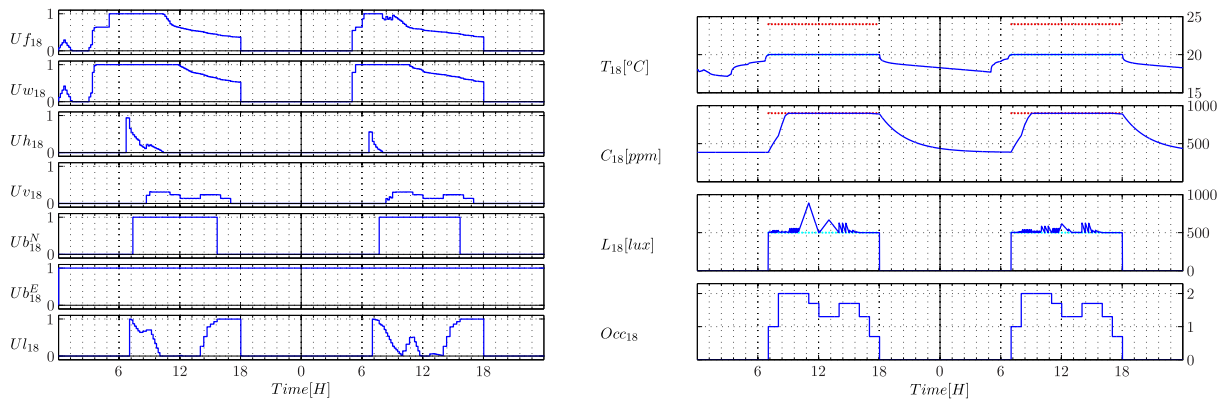 Uf18 1 0
Uw18 1 0
Uh18 1 0
Uv18 1 0
Ub18^N 1 0
Ub18^E 1 0
Ul18 1 0
6 12 18 0 6 12 18
Time[H]
T18[°C] 25 20 15
C18[ppm] 1000 500
L18[lux] 1000 500 0
Occ18 2 1 0
6 12 18 0 6 12 18
Time[H]